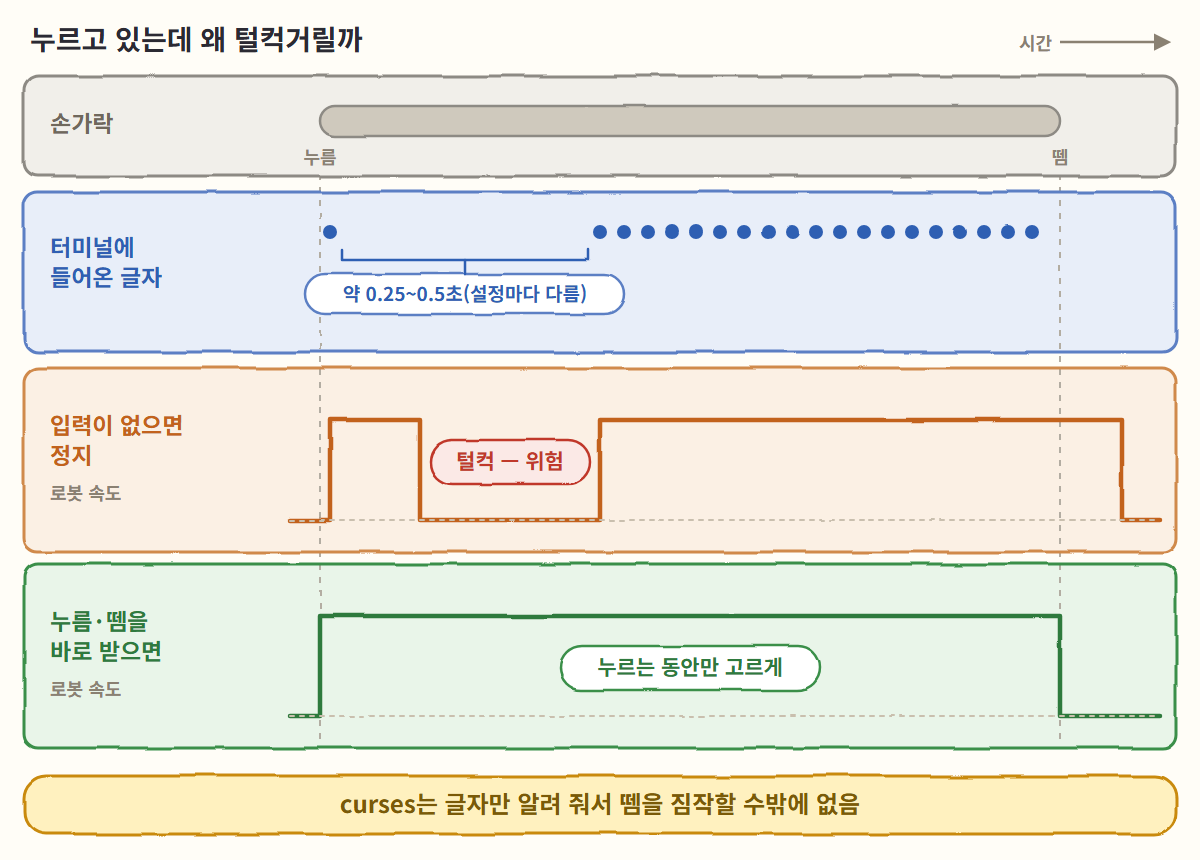 누르고 있는데 왜 털컥거릴까
시간
손가락
누름
뗌
터미널에
들어온 글자
약 0.25~0.5초(설정마다 다름)
입력이 없으면
정지
로봇 속도
털컥 — 위험
누름·뗌을
바로 받으면
로봇 속도
누르는 동안만 고르게
curses는 글자만 알려 줘서 뗌을 짐작할 수밖에 없음